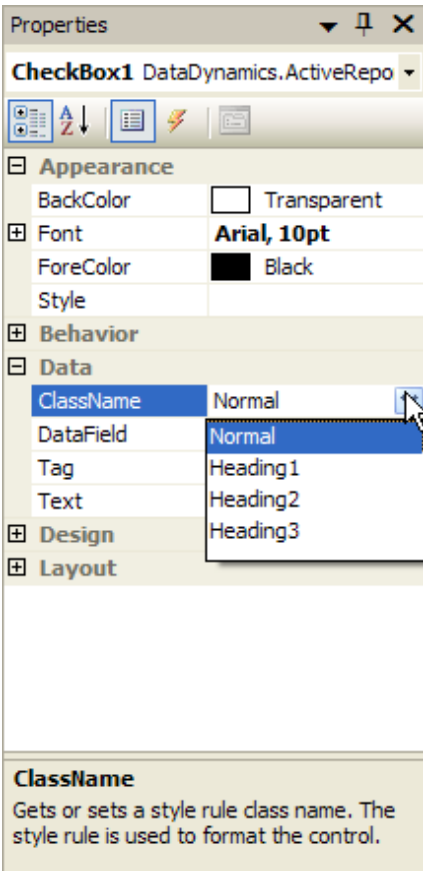 Properties
CheckBox1 DataDynamics.ActiveRepo
A
Z
Appearance
BackColor Transparent
Font Arial, 10pt
ForeColor Black
Style
Behavior
Data
ClassName Normal
DataField Normal
Tag Heading1
Text Heading2
Heading3
Design
Layout
ClassName
Gets or sets a style rule class name. The
style rule is used to format the control.